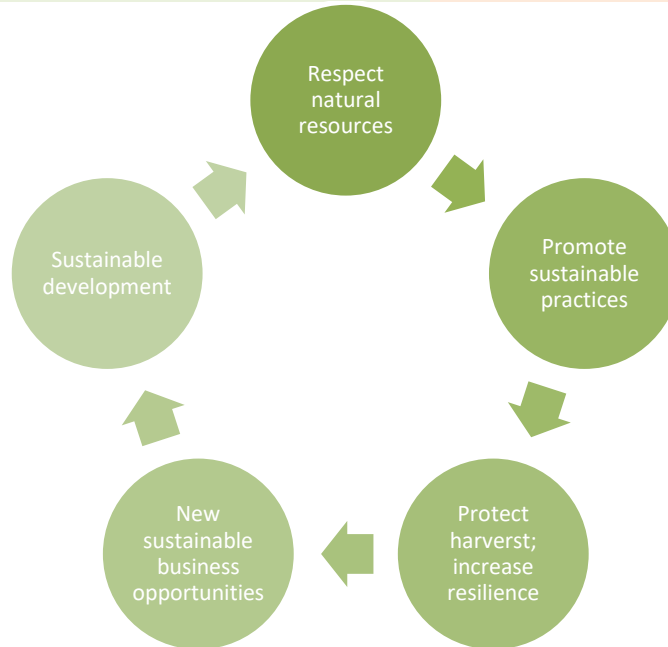 Respect
natural
resources
Promote
sustainable
practices
Protect
harverst;
increase
resilience
New
sustainable
business
opportunities
Sustainable
development